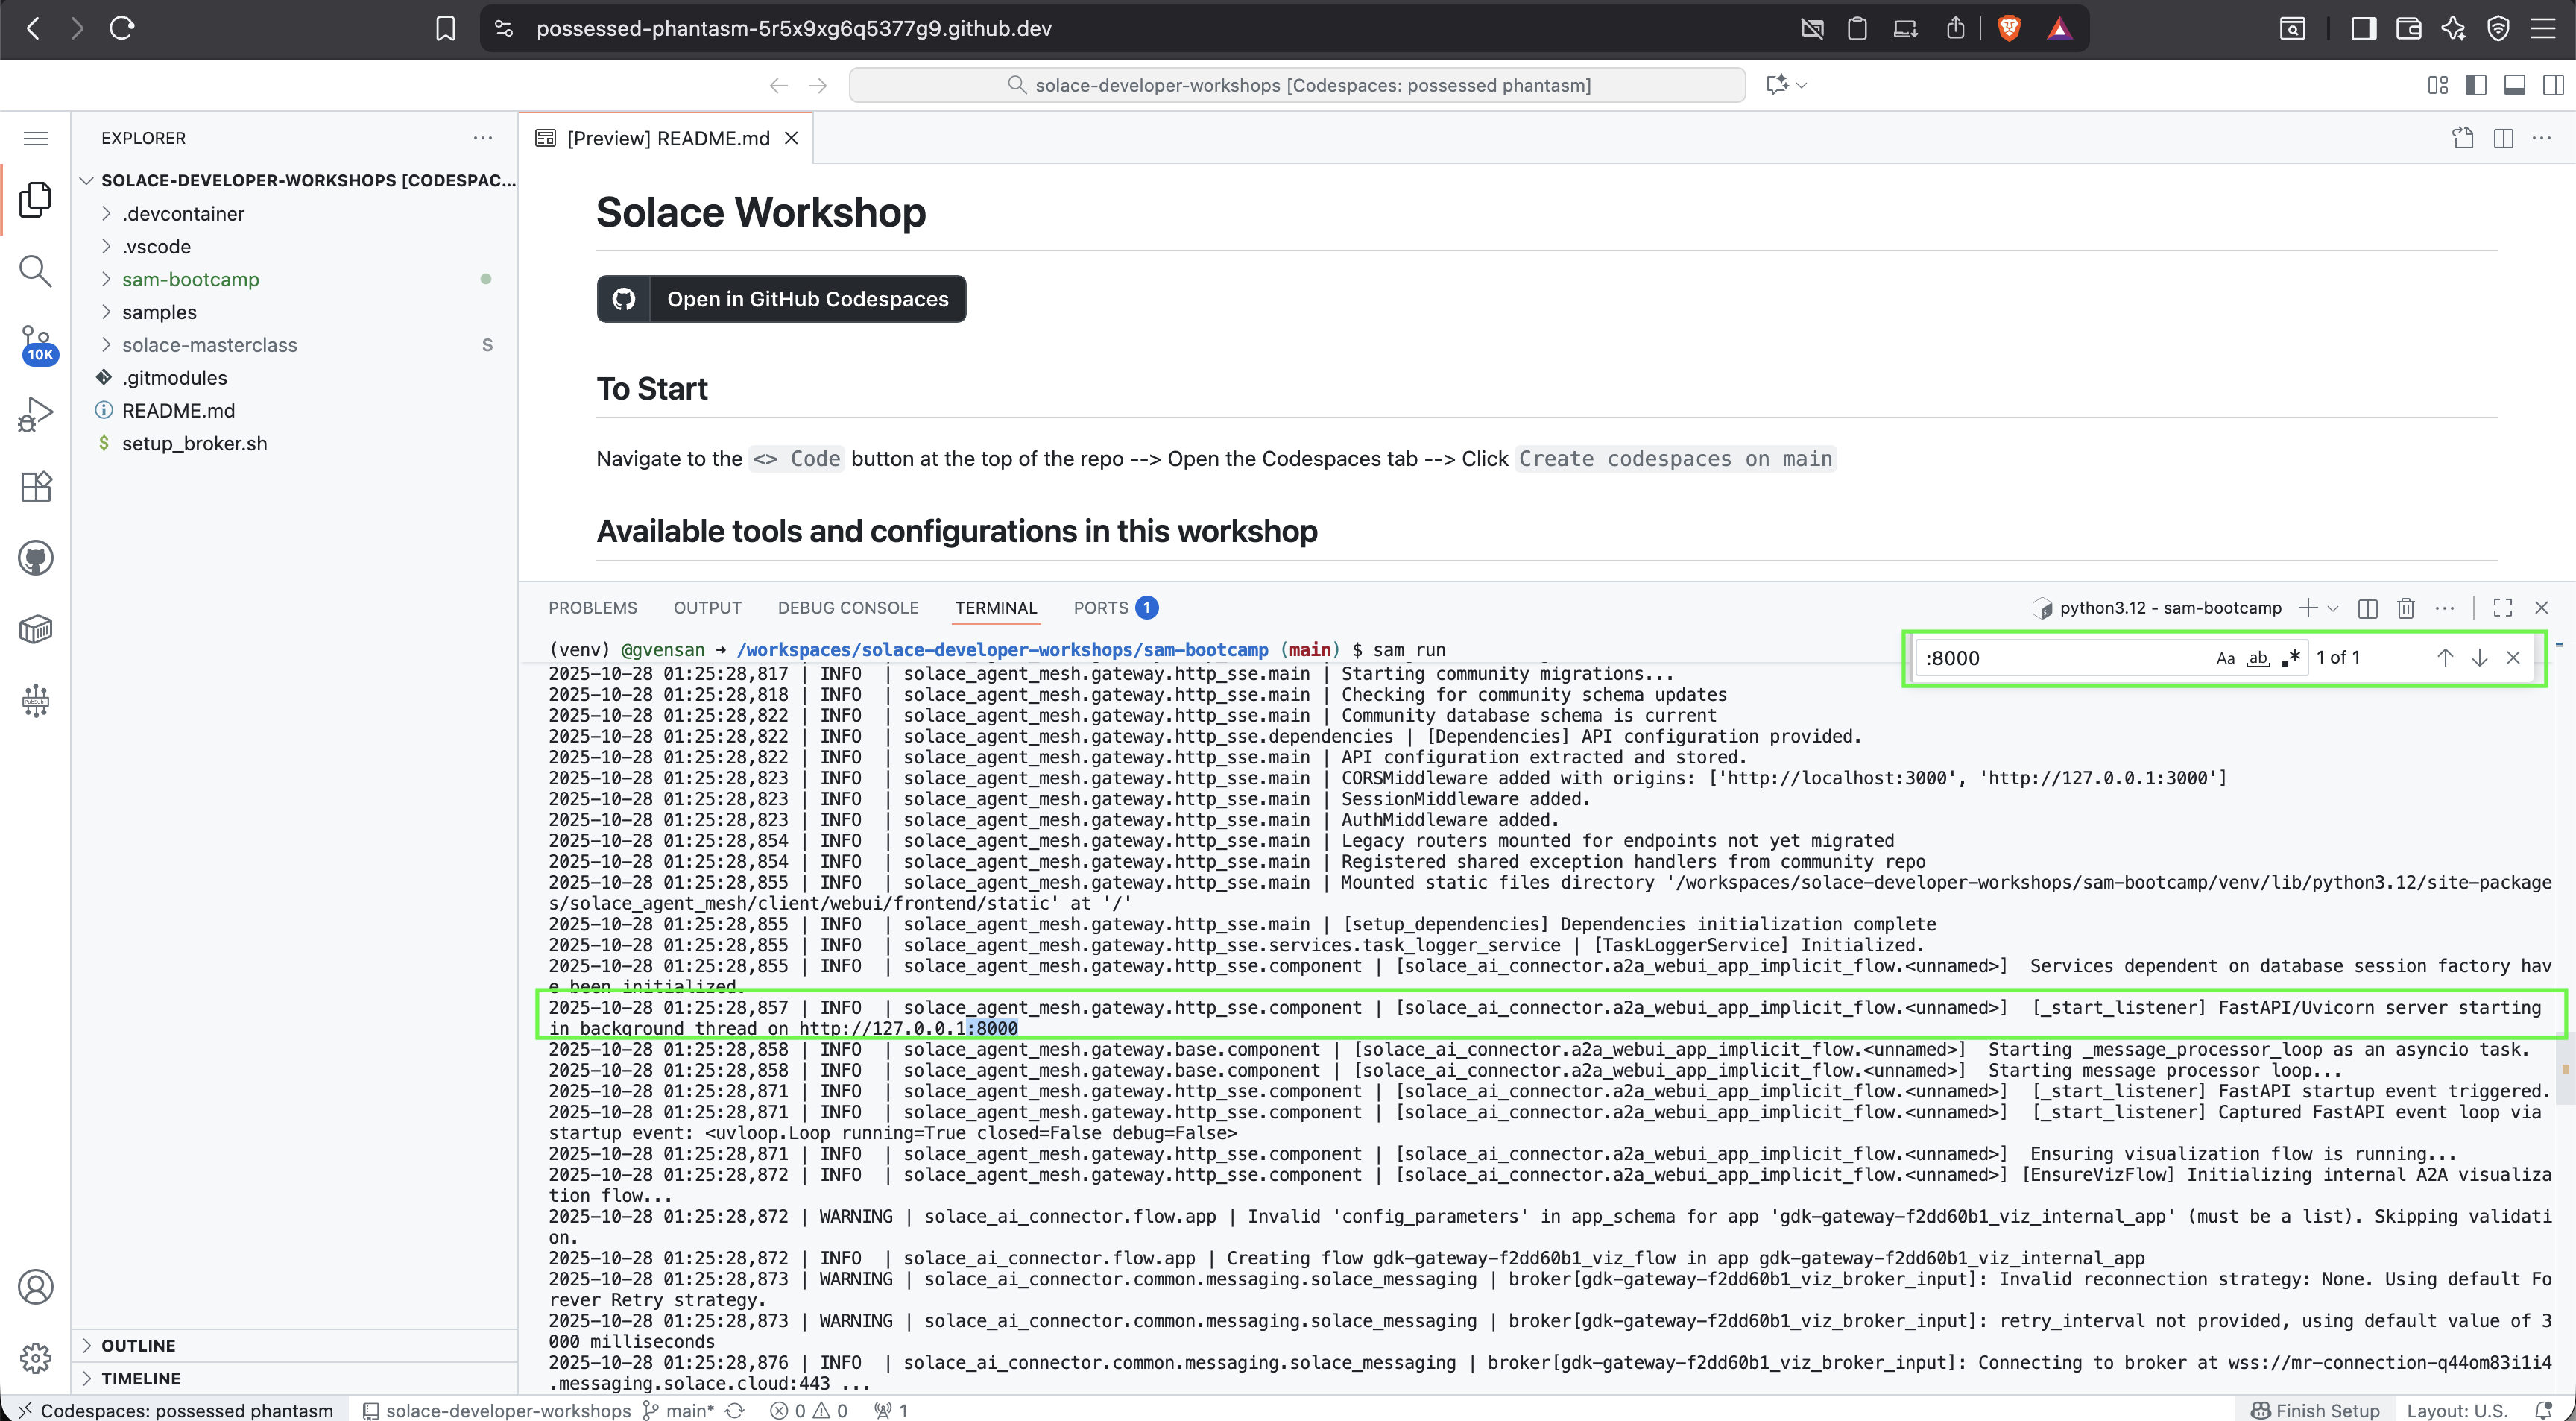 possessed-phantasm-5r5x9xg6q5377g9.github.dev
solace-developer-workshops [Codespaces: possessed phantasm]
EXPLORER
[Preview] README.md
SOLACE-DEVELOPER-WORKSHOPS [CODESPAC...
.devcontainer
.vscode
sam-bootcamp
samples
solace-masterclass S
.gitmodules
README.md
$ setup_broker.sh
10K
OUTLINE
TIMELINE
Solace Workshop
Open in GitHub Codespaces
To Start
Navigate to the <> Code button at the top of the repo --> Open the Codespaces tab --> Click Create codespaces on main
Available tools and configurations in this workshop
PROBLEMS OUTPUT DEBUG CONSOLE TERMINAL PORTS 1
python3.12 - sam-bootcamp
:8000 Aa ab .* 1 of 1
(venv) @gvensan → /workspaces/solace-developer-workshops/sam-bootcamp (main) $ sam run
2025-10-28 01:25:28,817 | INFO | solace_agent_mesh.gateway.http_sse.main | Starting community migrations...
2025-10-28 01:25:28,818 | INFO | solace_agent_mesh.gateway.http_sse.main | Checking for community schema updates
2025-10-28 01:25:28,822 | INFO | solace_agent_mesh.gateway.http_sse.main | Community database schema is current
2025-10-28 01:25:28,822 | INFO | solace_agent_mesh.gateway.http_sse.dependencies | [Dependencies] API configuration provided.
2025-10-28 01:25:28,822 | INFO | solace_agent_mesh.gateway.http_sse.main | API configuration extracted and stored.
2025-10-28 01:25:28,823 | INFO | solace_agent_mesh.gateway.http_sse.main | CORSMiddleware added with origins: ['http://localhost:3000', 'http://127.0.0.1:3000']
2025-10-28 01:25:28,823 | INFO | solace_agent_mesh.gateway.http_sse.main | SessionMiddleware added.
2025-10-28 01:25:28,823 | INFO | solace_agent_mesh.gateway.http_sse.main | AuthMiddleware added.
2025-10-28 01:25:28,854 | INFO | solace_agent_mesh.gateway.http_sse.main | Legacy routers mounted for endpoints not yet migrated
2025-10-28 01:25:28,854 | INFO | solace_agent_mesh.gateway.http_sse.main | Registered shared exception handlers from community repo
2025-10-28 01:25:28,855 | INFO | solace_agent_mesh.gateway.http_sse.main | Mounted static files directory '/workspaces/solace-developer-workshops/sam-bootcamp/venv/lib/python3.12/site-package
s/solace_agent_mesh/client/webui/frontend/static' at '/'
2025-10-28 01:25:28,855 | INFO | solace_agent_mesh.gateway.http_sse.main | [setup_dependencies] Dependencies initialization complete
2025-10-28 01:25:28,855 | INFO | solace_agent_mesh.gateway.http_sse.services.task_logger_service | [TaskLoggerService] Initialized.
2025-10-28 01:25:28,855 | INFO | solace_agent_mesh.gateway.http_sse.component | [solace_ai_connector.a2a_webui_app_implicit_flow.<unnamed>] Services dependent on database session factory hav
e been initialized.
2025-10-28 01:25:28,857 | INFO | solace_agent_mesh.gateway.http_sse.component | [solace_ai_connector.a2a_webui_app_implicit_flow.<unnamed>] [_start_listener] FastAPI/Uvicorn server starting
in background thread on http://127.0.0.1:8000
2025-10-28 01:25:28,858 | INFO | solace_agent_mesh.gateway.base.component | [solace_ai_connector.a2a_webui_app_implicit_flow.<unnamed>] Starting _message_processor_loop as an asyncio task.
2025-10-28 01:25:28,858 | INFO | solace_agent_mesh.gateway.base.component | [solace_ai_connector.a2a_webui_app_implicit_flow.<unnamed>] Starting message processor loop...
2025-10-28 01:25:28,871 | INFO | solace_agent_mesh.gateway.http_sse.component | [solace_ai_connector.a2a_webui_app_implicit_flow.<unnamed>] [_start_listener] FastAPI startup event triggered.
2025-10-28 01:25:28,871 | INFO | solace_agent_mesh.gateway.http_sse.component | [solace_ai_connector.a2a_webui_app_implicit_flow.<unnamed>] [_start_listener] Captured FastAPI event loop via
startup event: <uvloop.Loop running=True closed=False debug=False>
2025-10-28 01:25:28,871 | INFO | solace_agent_mesh.gateway.http_sse.component | [solace_ai_connector.a2a_webui_app_implicit_flow.<unnamed>] Ensuring visualization flow is running...
2025-10-28 01:25:28,872 | INFO | solace_agent_mesh.gateway.http_sse.component | [solace_ai_connector.a2a_webui_app_implicit_flow.<unnamed>] [EnsureVizFlow] Initializing internal A2A visualiza
tion flow...
2025-10-28 01:25:28,872 | WARNING | solace_ai_connector.flow.app | Invalid 'config_parameters' in app_schema for app 'gdk-gateway-f2dd60b1_viz_internal_app' (must be a list). Skipping validati
on.
2025-10-28 01:25:28,872 | INFO | solace_ai_connector.flow.app | Creating flow gdk-gateway-f2dd60b1_viz_flow in app gdk-gateway-f2dd60b1_viz_internal_app
2025-10-28 01:25:28,873 | WARNING | solace_ai_connector.common.messaging.solace_messaging | broker[gdk-gateway-f2dd60b1_viz_broker_input]: Invalid reconnection strategy: None. Using default Fo
rever Retry strategy.
2025-10-28 01:25:28,873 | WARNING | solace_ai_connector.common.messaging.solace_messaging | broker[gdk-gateway-f2dd60b1_viz_broker_input]: retry_interval not provided, using default value of 3
000 milliseconds
2025-10-28 01:25:28,876 | INFO | solace_ai_connector.common.messaging.solace_messaging | broker[gdk-gateway-f2dd60b1_viz_broker_input]: Connecting to broker at wss://mr-connection-q44om83i1i4
.messaging.solace.cloud:443 ...
Codespaces: possessed phantasm solace-developer-workshops main* 0 0 1 Finish Setup Layout: U.S.